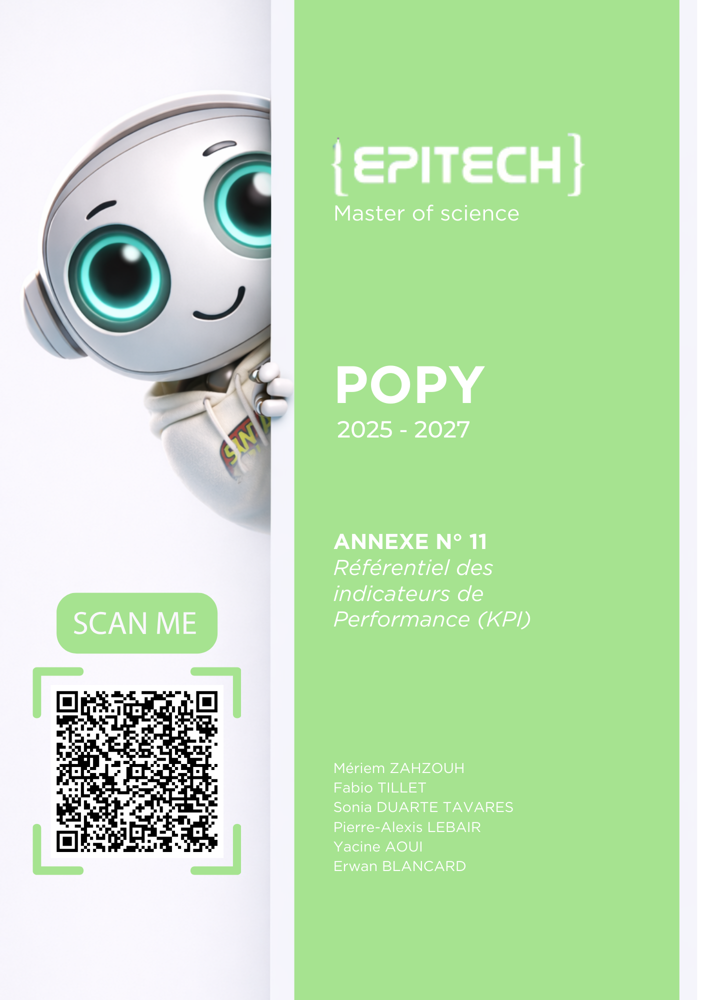 {EPITECH}
Master of science
POPY
2025 - 2027
ANNEXE N° 11
Référentiel des
indicateurs de
Performance (KPI)
SCAN ME
Mériem ZAHZOUH
Fabio TILLET
Sonia DUARTE TAVARES
Pierre-Alexis LEBAIR
Yacine AOUI
Erwan BLANCARD